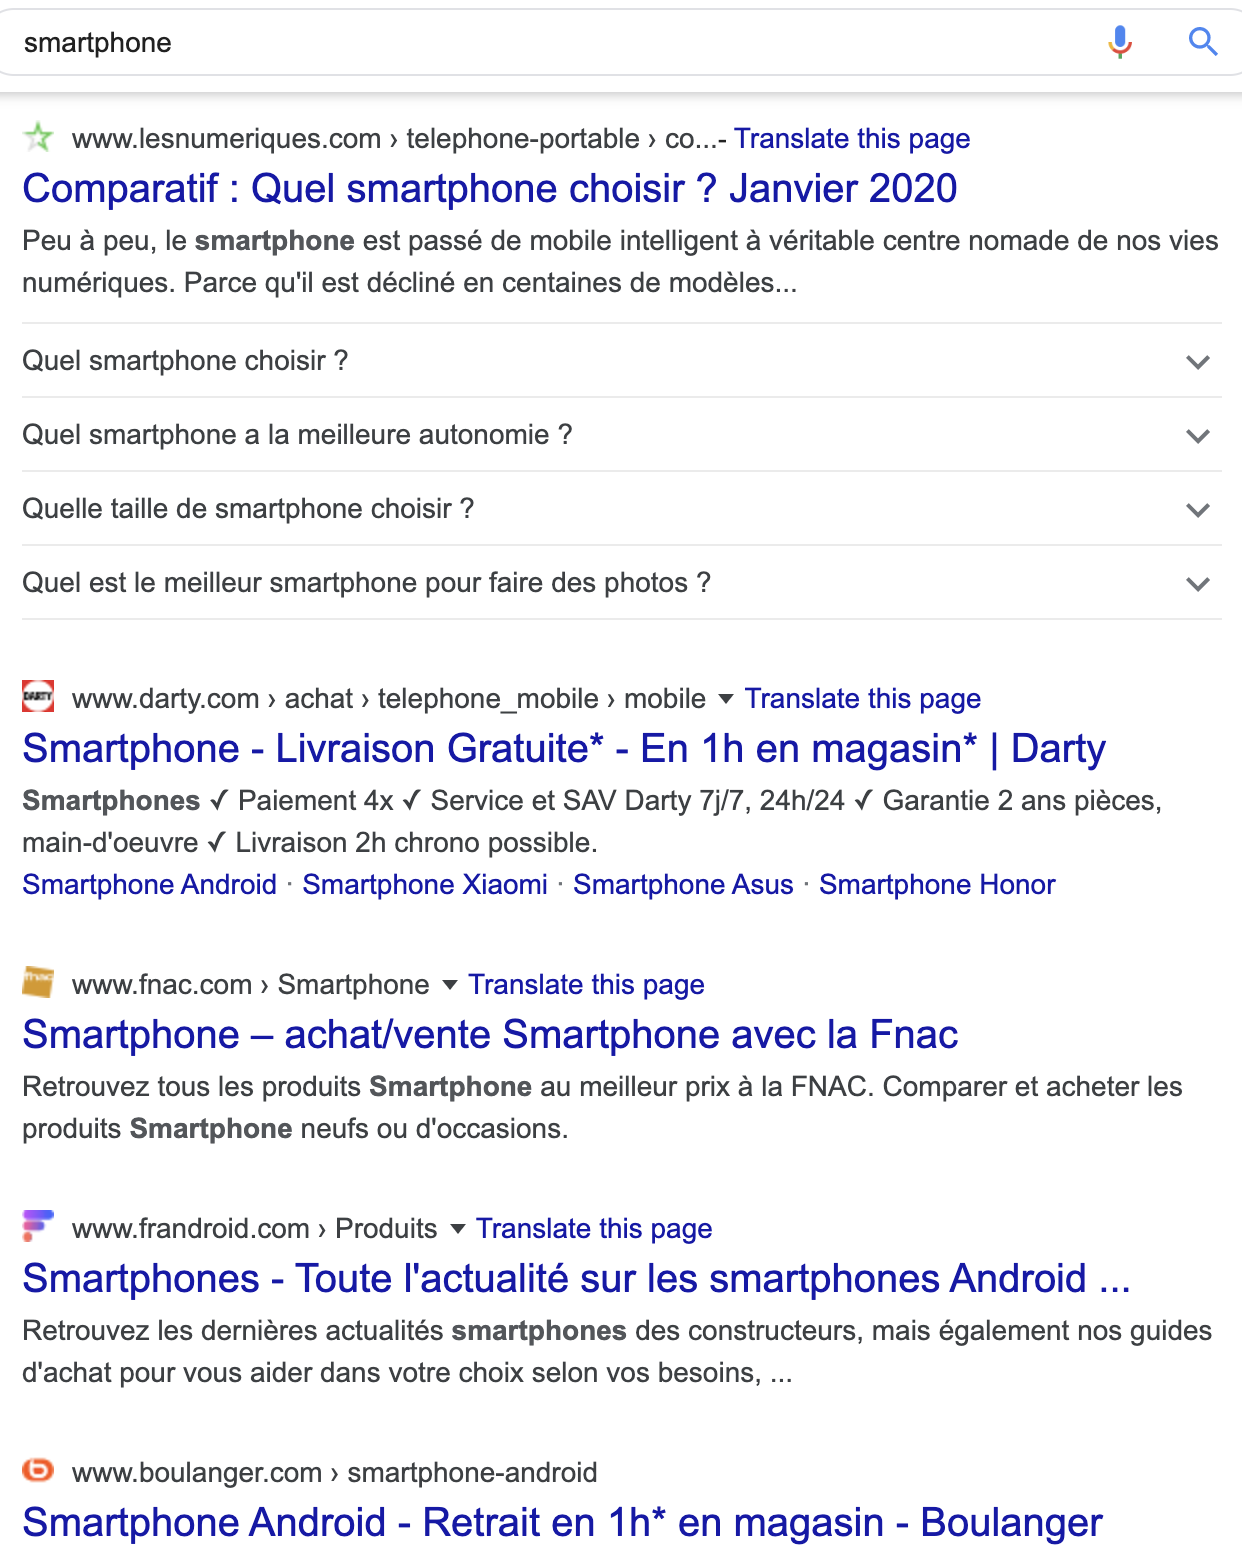 smartphone
www.lesnumeriques.com › telephone-portable › co...- Translate this page
Comparatif : Quel smartphone choisir ? Janvier 2020
Peu à peu, le smartphone est passé de mobile intelligent à véritable centre nomade de nos vies
numériques. Parce qu'il est décliné en centaines de modèles...
Quel smartphone choisir ?
Quel smartphone a la meilleure autonomie ?
Quelle taille de smartphone choisir ?
Quel est le meilleur smartphone pour faire des photos ?
DARTY www.darty.com › achat › telephone_mobile › mobile ▼ Translate this page
Smartphone - Livraison Gratuite* - En 1h en magasin* | Darty
Smartphones ✓ Paiement 4x ✓ Service et SAV Darty 7j/7, 24h/24 ✓ Garantie 2 ans pièces,
main-d'oeuvre ✓ Livraison 2h chrono possible.
Smartphone Android · Smartphone Xiaomi · Smartphone Asus · Smartphone Honor
fnac www.fnac.com › Smartphone ▼ Translate this page
Smartphone – achat/vente Smartphone avec la Fnac
Retrouvez tous les produits Smartphone au meilleur prix à la FNAC. Comparer et acheter les
produits Smartphone neufs ou d'occasions.
www.frandroid.com › Produits ▼ Translate this page
Smartphones - Toute l'actualité sur les smartphones Android ...
Retrouvez les dernières actualités smartphones des constructeurs, mais également nos guides
d'achat pour vous aider dans votre choix selon vos besoins, ...
www.boulanger.com › smartphone-android
Smartphone Android - Retrait en 1h* en magasin - Boulanger